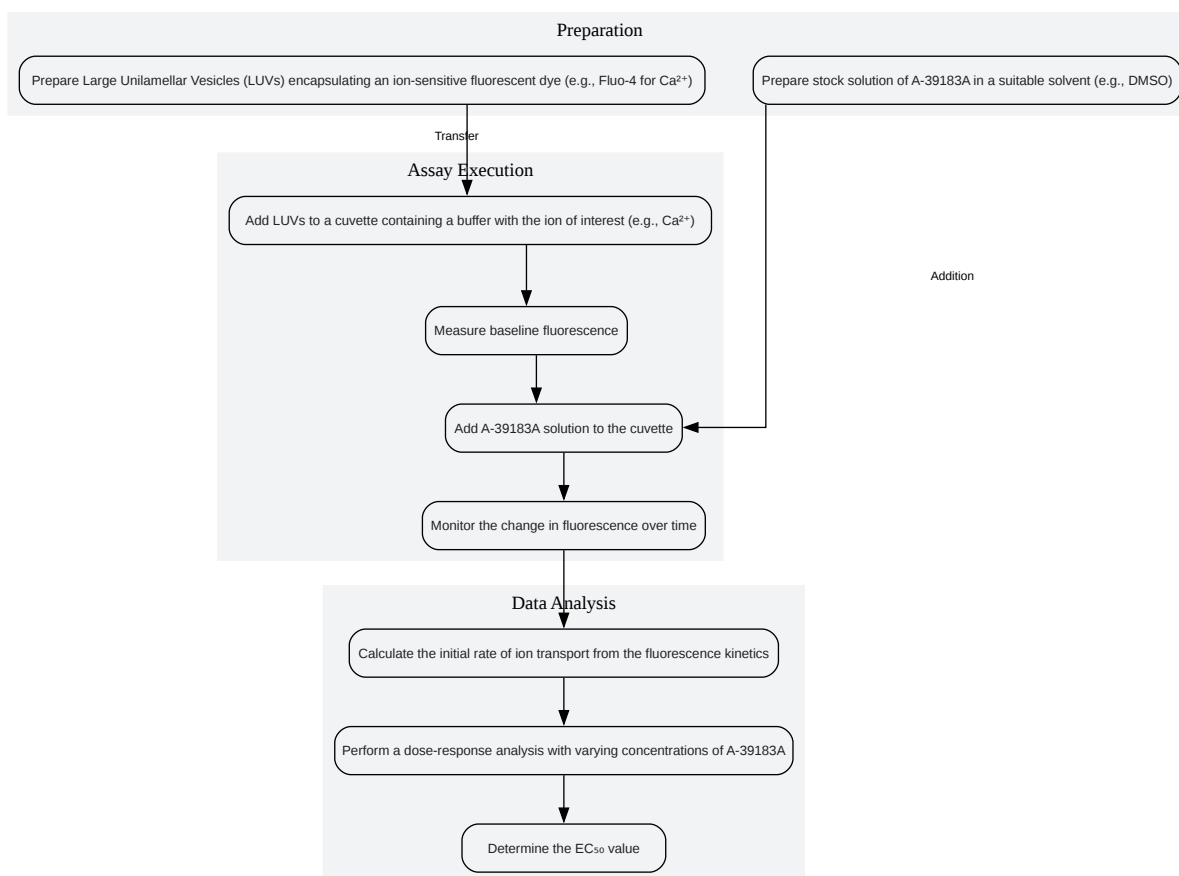 Preparation
Prepare Large Unilamellar Vesicles (LUVs) encapsulating an ion-sensitive fluorescent dye (e.g., Fluo-4 for Ca²⁺)
Prepare stock solution of A-39183A in a suitable solvent (e.g., DMSO)
Transfer
Assay Execution
Add LUVs to a cuvette containing a buffer with the ion of interest (e.g., Ca²⁺)
Addition
Measure baseline fluorescence
Add A-39183A solution to the cuvette
Monitor the change in fluorescence over time
Data Analysis
Calculate the initial rate of ion transport from the fluorescence kinetics
Perform a dose-response analysis with varying concentrations of A-39183A
Determine the EC₅₀ value